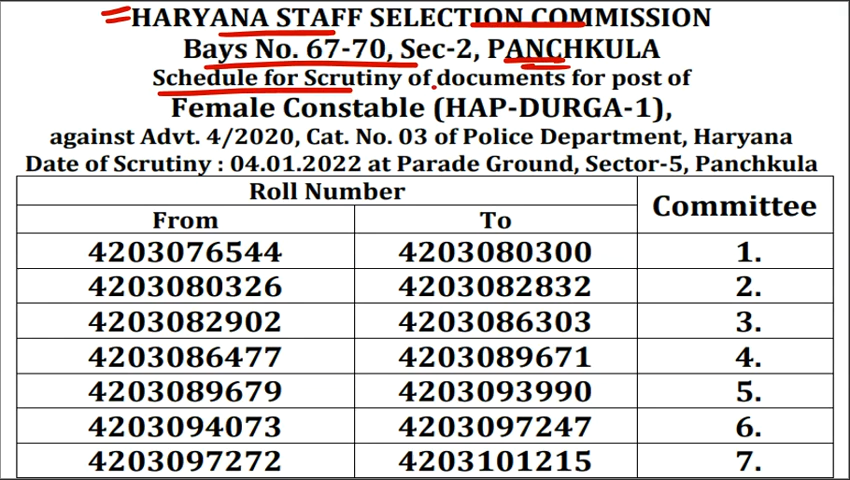 HARYANA STAFF SELECTION COMMISSION
Bays No. 67-70, Sec-2, PANCHKULA
Schedule for Scrutiny of documents for post of
Female Constable (HAP-DURGA-1),
against Advt. 4/2020, Cat. No. 03 of Police Department, Haryana
Date of Scrutiny : 04.01.2022 at Parade Ground, Sector-5, Panchkula
Roll Number Committee
From To
4203076544 4203080300 1.
4203080326 4203082832 2.
4203082902 4203086303 3.
4203086477 4203089671 4.
4203089679 4203093990 5.
4203094073 4203097247 6.
4203097272 4203101215 7.